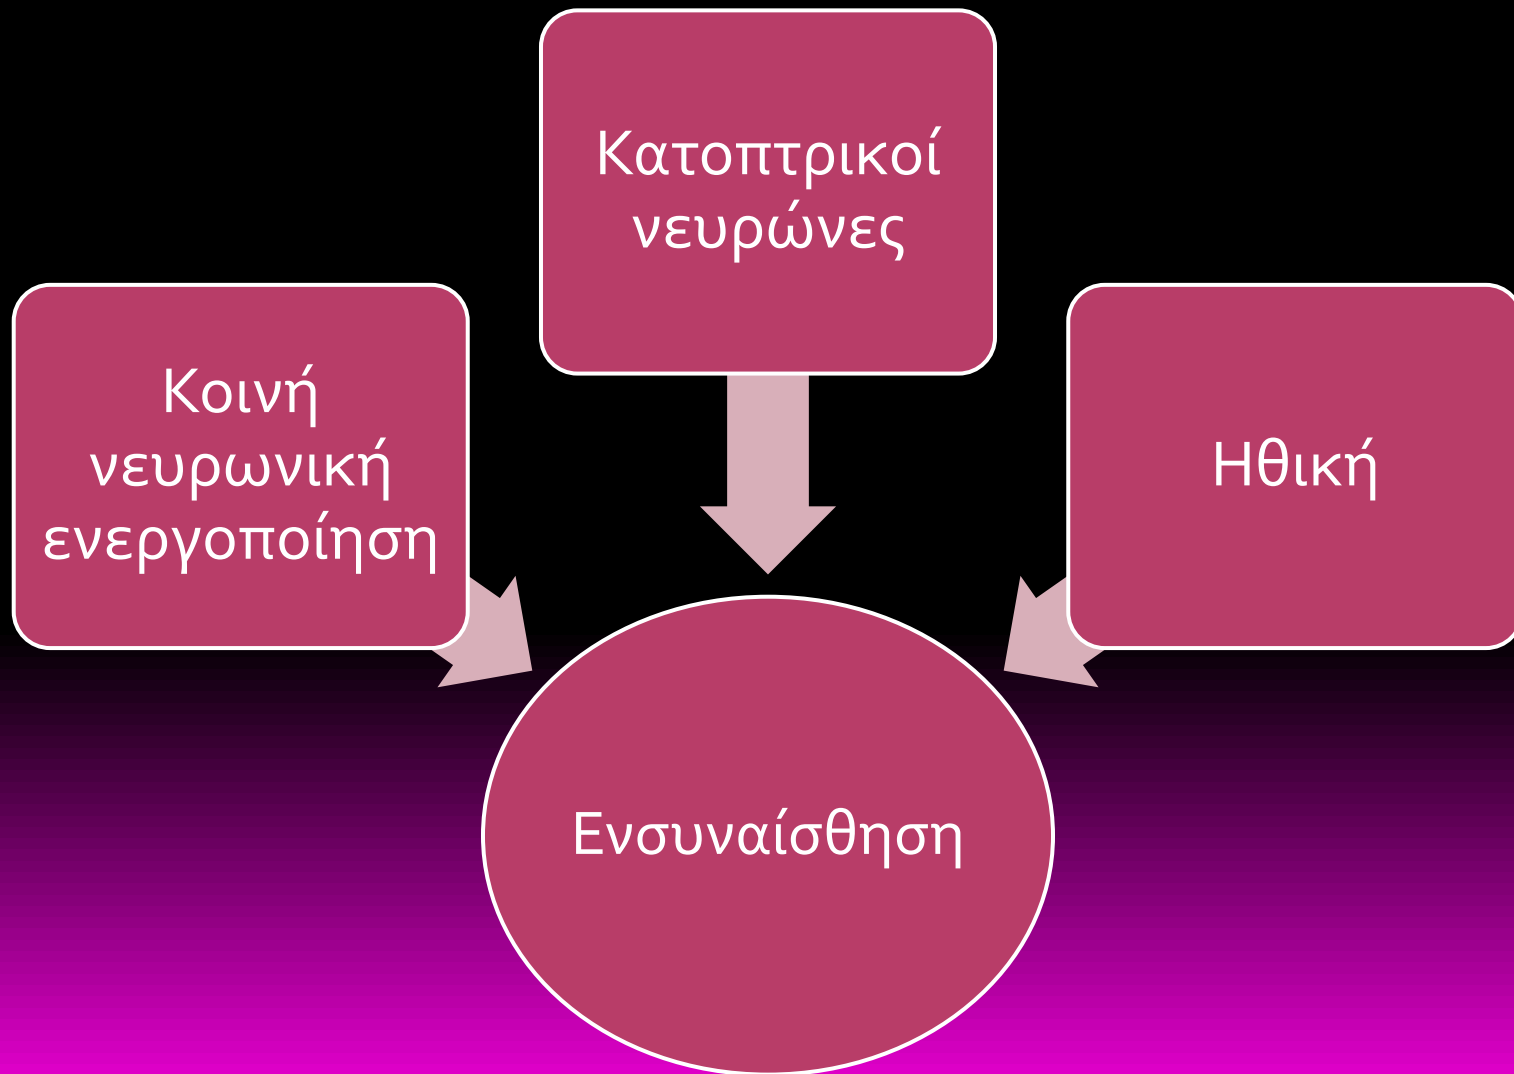 Κατοπτρικοί
νευρώνες
Κοινή
νευρωνική
ενεργοποίηση
Ηθική
Ενσυναίσθηση